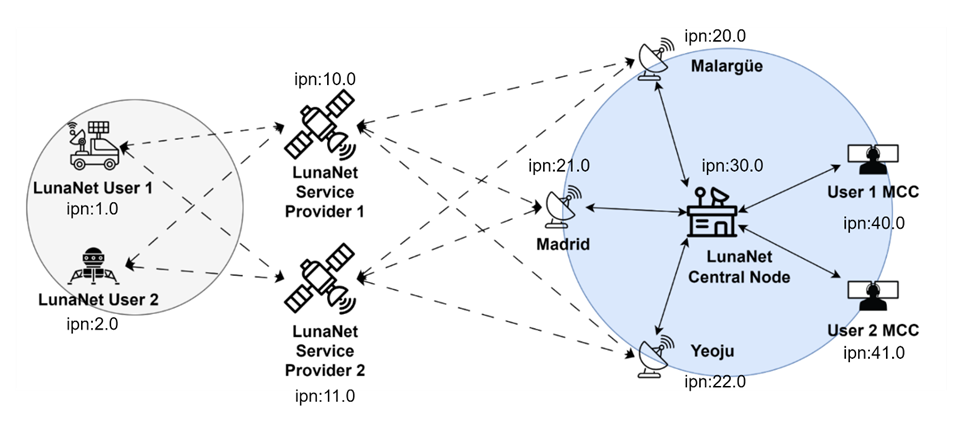 ipn:20.0
Malargüe
ipn:10.0
LunaNet
Service
Provider 1
LunaNet User 1
ipn:1.0
ipn:21.0
Madrid
ipn:30.0
LunaNet
Central Node
User 1 MCC
ipn:40.0
LunaNet User 2
ipn:2.0
LunaNet
Service
Provider 2
ipn:11.0
Yeoju
ipn:22.0
User 2 MCC
ipn:41.0